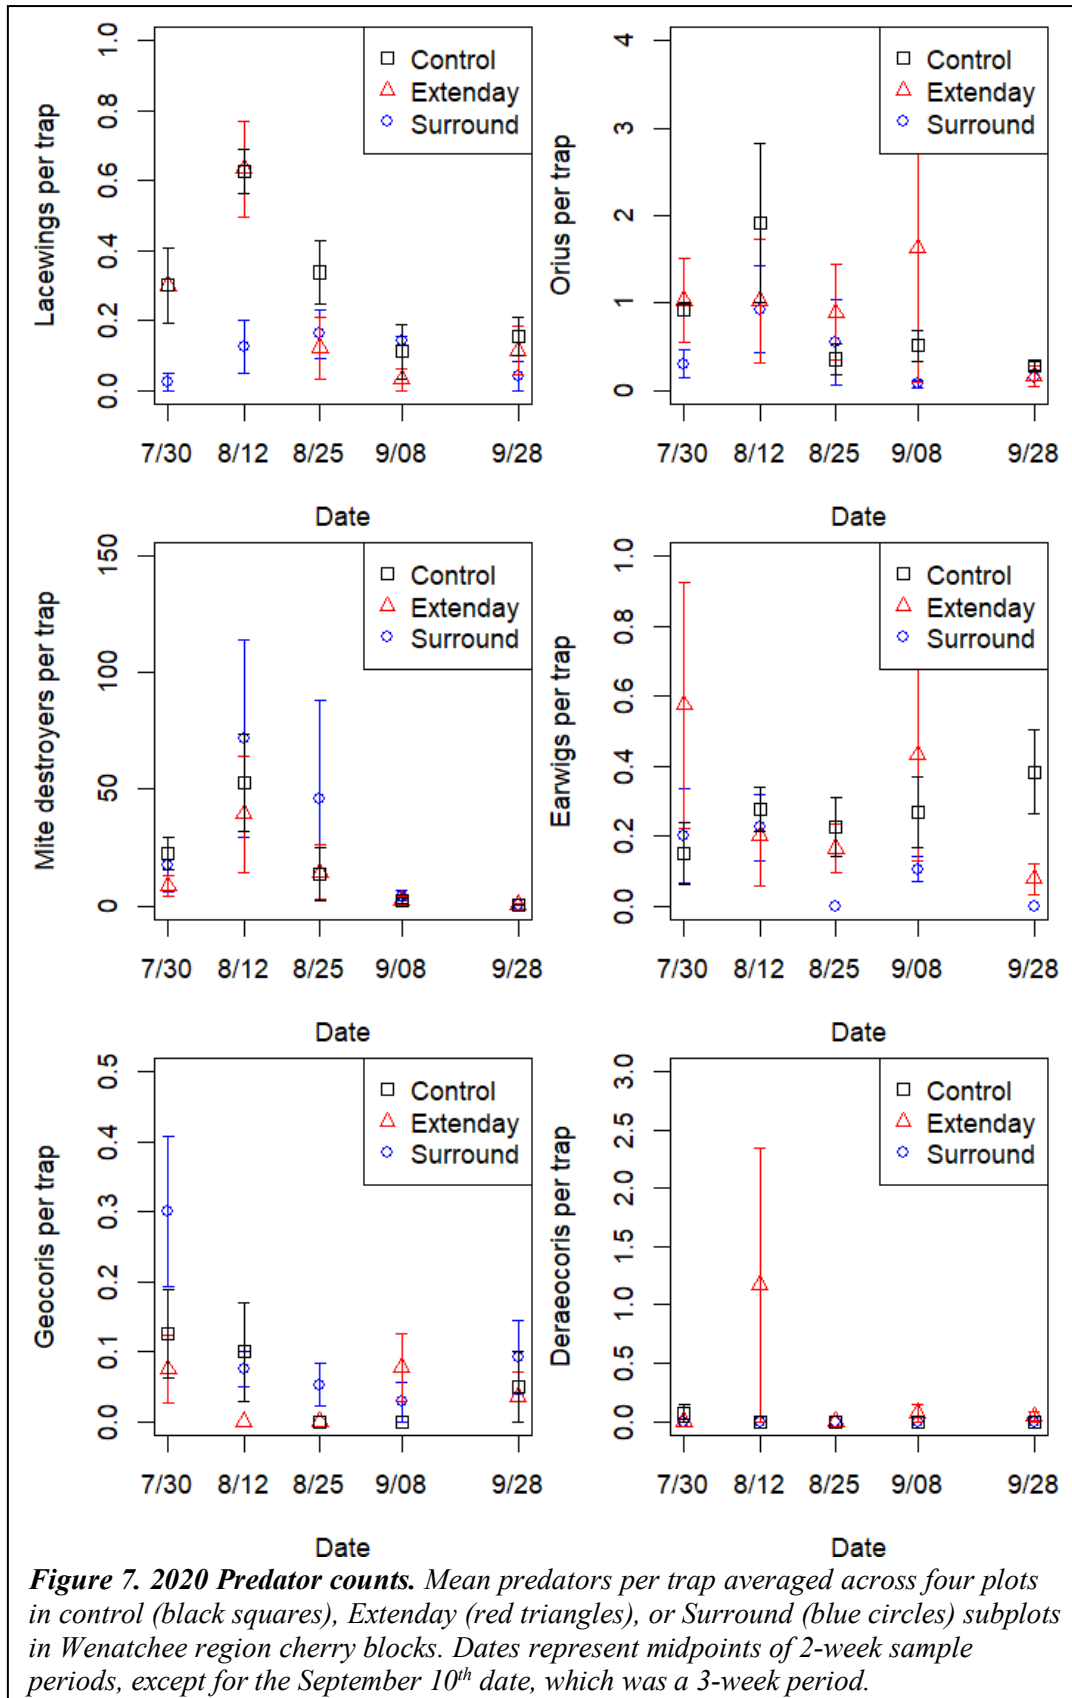 Lacewings per trap
1.0
0.8
0.6
0.4
0.2
0.0
Control
Extenday
Surround
7/30 8/12 8/25 9/08 9/28
Date
Orius per trap
4
3
2
1
0
Control
Extenday
Surround
7/30 8/12 8/25 9/08 9/28
Date
Mite destroyers per trap
150
100
50
0
Control
Extenday
Surround
7/30 8/12 8/25 9/08 9/28
Date
Earwigs per trap
1.0
0.8
0.6
0.4
0.2
0.0
Control
Extenday
Surround
7/30 8/12 8/25 9/08 9/28
Date
Geocoris per trap
0.5
0.4
0.3
0.2
0.1
0.0
Control
Extenday
Surround
7/30 8/12 8/25 9/08 9/28
Date
Deraeocoris per trap
3.0
2.5
2.0
1.5
1.0
0.5
0.0
Control
Extenday
Surround
7/30 8/12 8/25 9/08 9/28
Date
Figure 7. 2020 Predator counts. Mean predators per trap averaged across four plots
in control (black squares), Extenday (red triangles), or Surround (blue circles) subplots
in Wenatchee region cherry blocks. Dates represent midpoints of 2-week sample
periods, except for the September 10th date, which was a 3-week period.